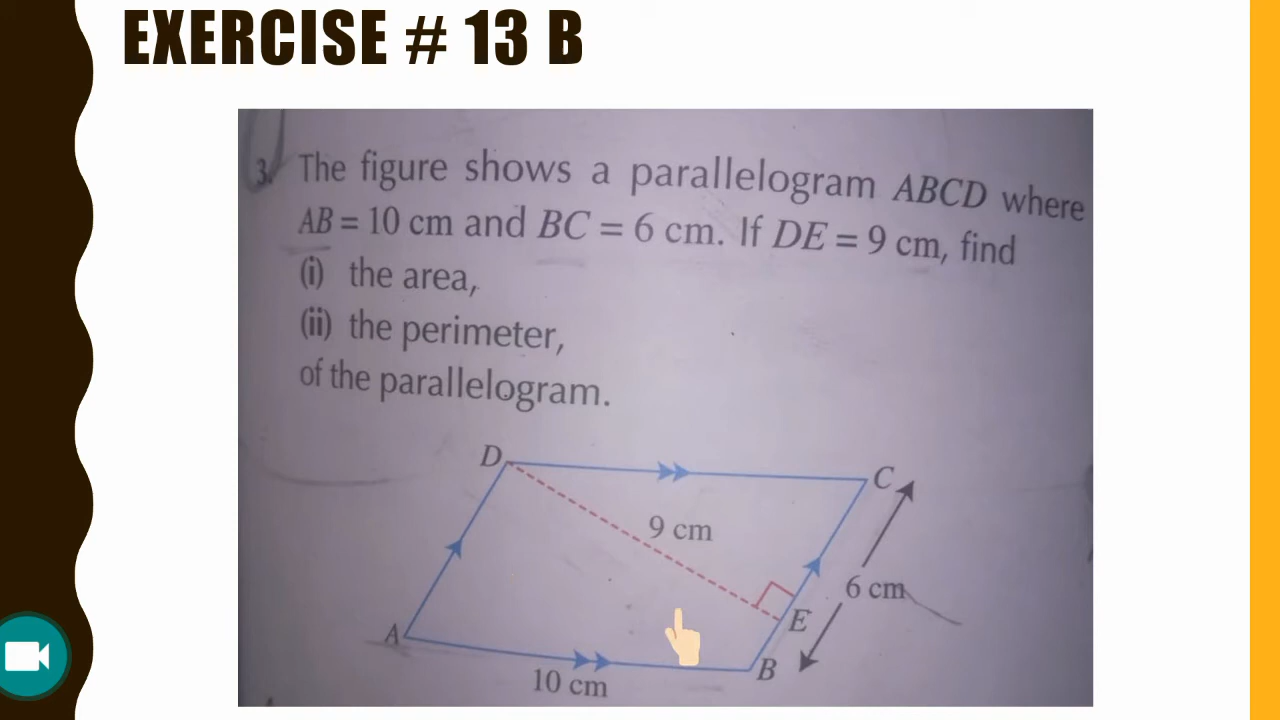 EXERCISE # 13 B
3. The figure shows a parallelogram ABCD where
AB = 10 cm and BC = 6 cm. If DE = 9 cm, find
(i) the area,
(ii) the perimeter,
of the parallelogram.
D
C
9 cm
6 cm
E
A
B
10 cm